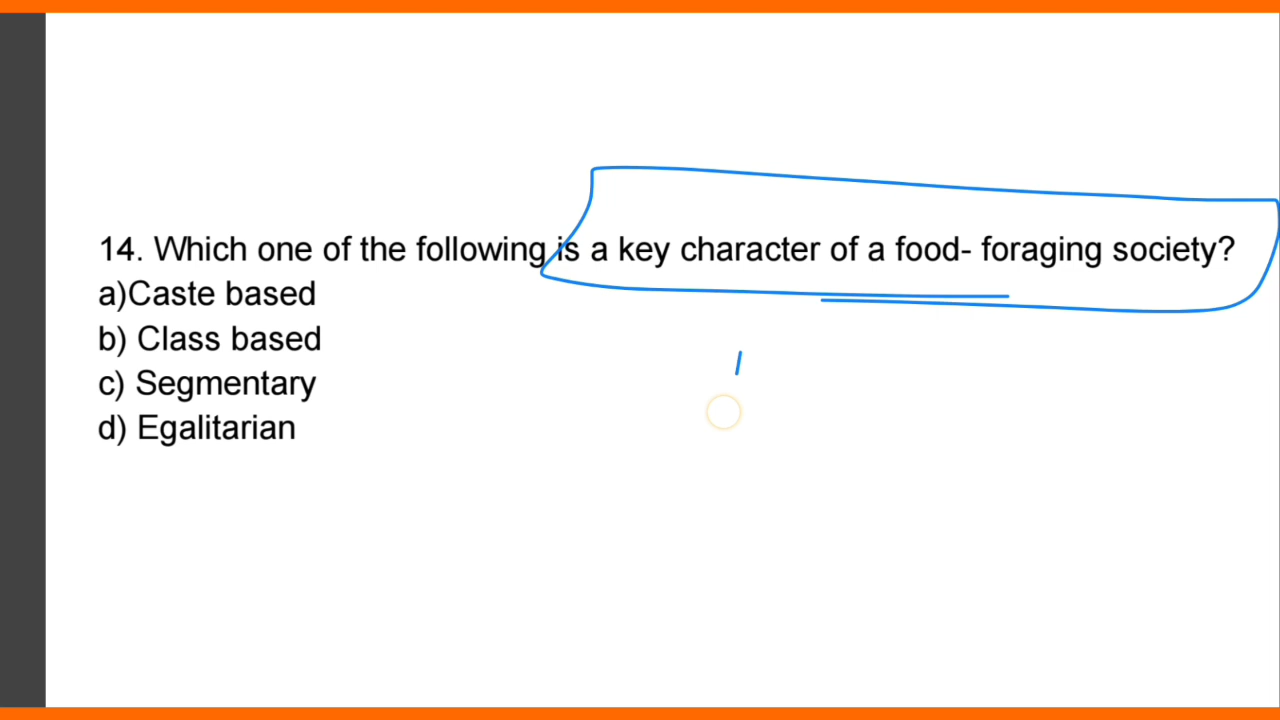 14. Which one of the following is a key character of a food- foraging society?
a)Caste based
b) Class based
c) Segmentary
d) Egalitarian